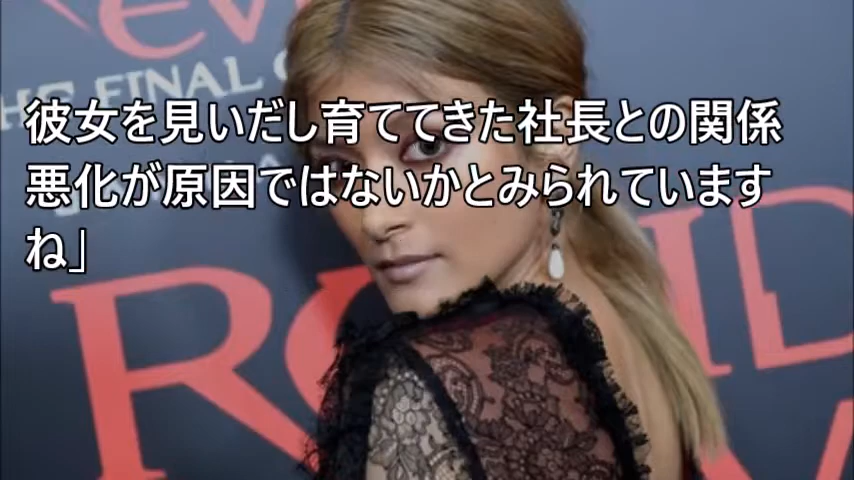 EVI
THE FINAL C
彼女を見いだし育ててきた社長との関係
悪化が原因ではないかとみられています
ね」
R
ID